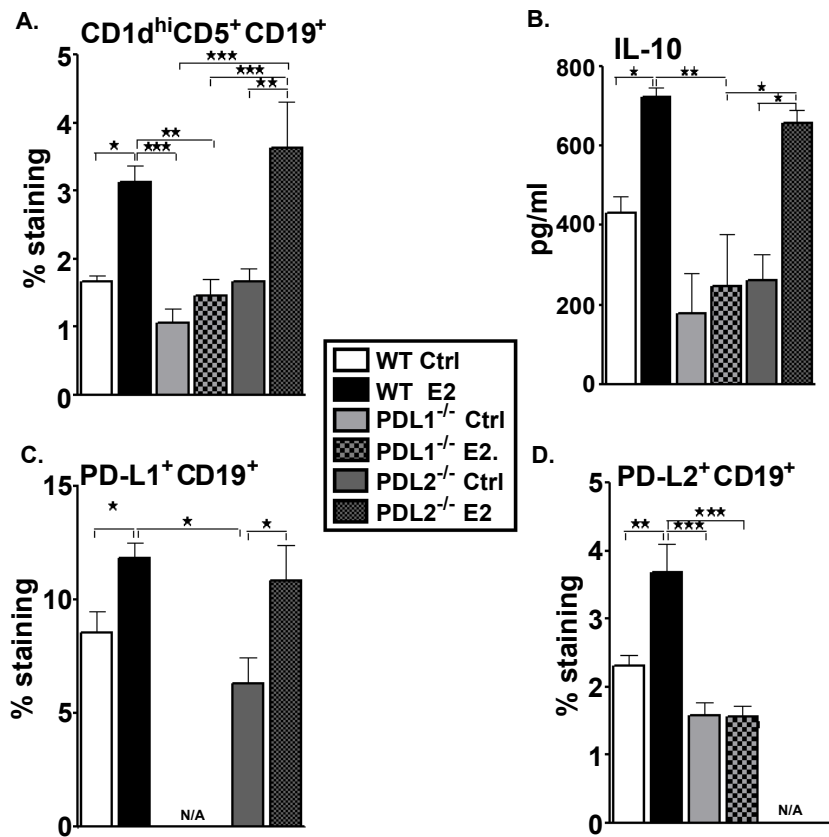 A.
CD1d^hi CD5^+ CD19^+
% staining
5
4
3
2
1
0
*
***
**
***
***
**
B.
IL-10
pg/ml
800
600
400
200
0
*
**
*
*
WT Ctrl
WT E2
PDL1^-/- Ctrl
PDL1^-/- E2.
PDL2^-/- Ctrl
PDL2^-/- E2
C.
PD-L1^+ CD19^+
% staining
15
10
5
0
*
*
*
N/A
D.
PD-L2^+ CD19^+
% staining
5
4
3
2
1
0
**
***
***
N/A